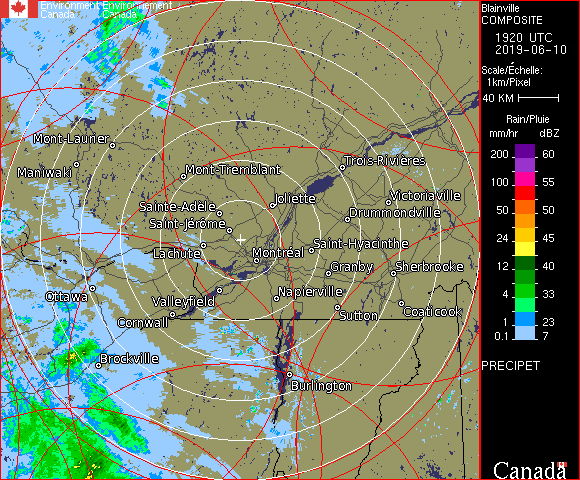 Environment Environnement
Canada Canada
Blainville
COMPOSITE
1920 UTC
2019-06-10
Scale/Échelle:
1km/Pixel
40 KM
Rain/Pluie
mm/hr dBZ
200 60
100 55
50 50
24 45
12 40
4 33
1 23
0.1 7
PRECIPET
Canada
Mont-Laurier
Maniwaki
Mont-Tremblant
Trois-Rivières
Sainte-Adèle
Joliette
Victoriaville
Drummondville
Saint-Jérôme
Lachute
Montréal
Saint-Hyacinthe
Granby
Sherbrooke
Ottawa
Valleyfield
Napierville
Cornwall
Sutton
Coaticook
Brockville
Burlington